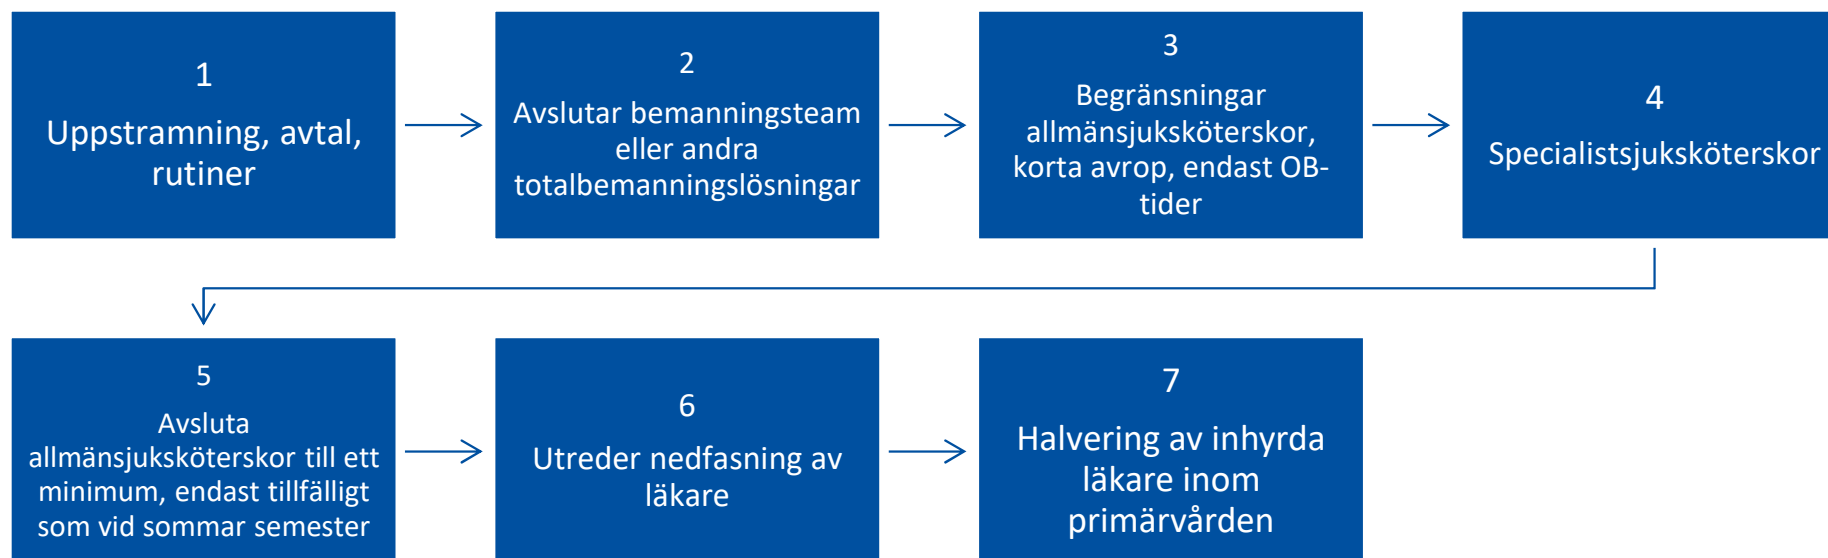 1
Uppstramning, avtal,
rutiner
2
Avslutar bemanningsteam
eller andra
totalbemanningslösningar
3
Begränsningar
allmänsjuksköterskor,
korta avrop, endast OB-
tider
4
Specialistsjuksköterskor
5
Avsluta
allmänsjuksköterskor till ett
minimum, endast tillfälligt
som vid sommar semester
6
Utreder nedfasning av
läkare
7
Halvering av inhyrda
läkare inom
primärvården